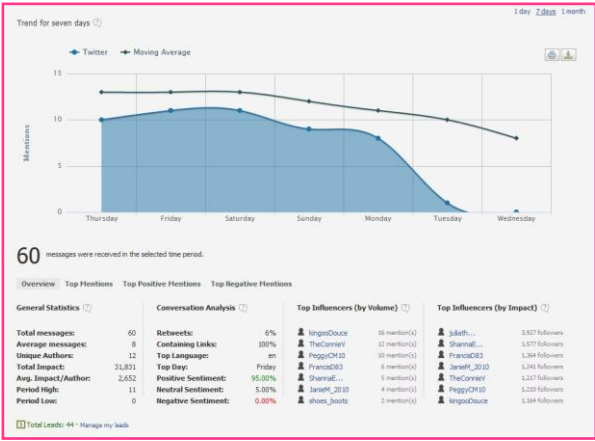 1 day 7 days 1 month
Trend for seven days
Twitter Moving Average
15
10
5
0
Mentions
Thursday Friday Saturday Sunday Monday Tuesday Wednesday
60 messages were received in the selected time period.
Overview Top Mentions Top Positive Mentions Top Negative Mentions
General Statistics
Total messages: 60
Average messages: 8
Unique Authors: 12
Total Impact: 31,831
Avg. Impact/Author: 2,652
Period High: 11
Period Low: 0
Conversation Analysis
Retweets: 6%
Containing Links: 100%
Top Language: en
Top Day: Friday
Positive Sentiment: 95.00%
Neutral Sentiment: 5.00%
Negative Sentiment: 0.00%
Top Influencers (by Volume)
kingooDouce 16 mention(s)
TheConnieV 12 mention(s)
PeggyCM10 10 mention(s)
FrancisD83 6 mention(s)
ShannaE... 5 mention(s)
JanieM_2010 4 mention(s)
shoes_boots 2 mention(s)
Top Influencers (by Impact)
juliath... 3.927 followers
ShannaE... 1.577 followers
FrancisD83 1.364 followers
JanieM_2010 1.241 followers
TheConnieV 1.217 followers
PeggyCM10 1.210 followers
kingooDouce 1.164 followers
Total Leads: 44 - Manage my leads